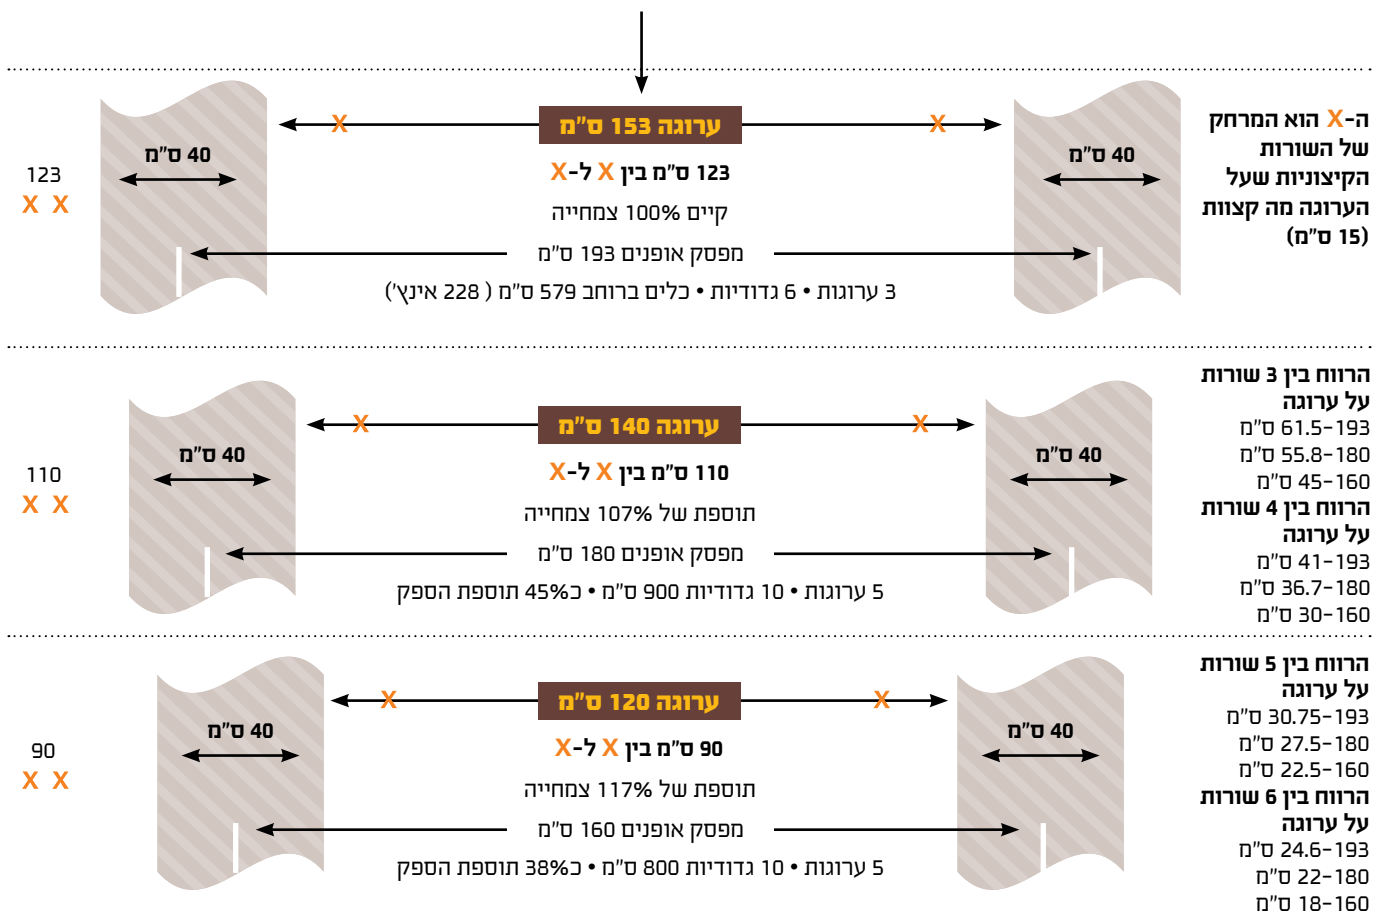 ה-X הוא המרחק
של השורות
הקיצוניות שעל
הערוגה מה קצוות
(15 ס"מ)
40 ס"מ
ערוגה 153 ס"מ
X
X
123 ס"מ בין X ל-X
קיים 100% צמחייה
מפסק אופנים 193 ס"מ
3 ערוגות • 6 גדודיות • כלים ברוחב 579 ס"מ ( 228 אינץ')
40 ס"מ
123
X X
הרווח בין 3 שורות
על ערוגה
61.5-193 ס"מ
55.8-180 ס"מ
45-160 ס"מ
הרווח בין 4 שורות
על ערוגה
41-193 ס"מ
36.7-180 ס"מ
30-160 ס"מ
40 ס"מ
ערוגה 140 ס"מ
X
X
110 ס"מ בין X ל-X
תוספת של 107% צמחייה
מפסק אופנים 180 ס"מ
5 ערוגות • 10 גדודיות 900 ס"מ • כ45% תוספת הספק
40 ס"מ
110
X X
הרווח בין 5 שורות
על ערוגה
30.75-193 ס"מ
27.5-180 ס"מ
22.5-160 ס"מ
הרווח בין 6 שורות
על ערוגה
24.6-193 ס"מ
22-180 ס"מ
18-160 ס"מ
40 ס"מ
ערוגה 120 ס"מ
X
X
90 ס"מ בין X ל-X
תוספת של 117% צמחייה
מפסק אופנים 160 ס"מ
5 ערוגות • 10 גדודיות 800 ס"מ • כ38% תוספת הספק
40 ס"מ
90
X X